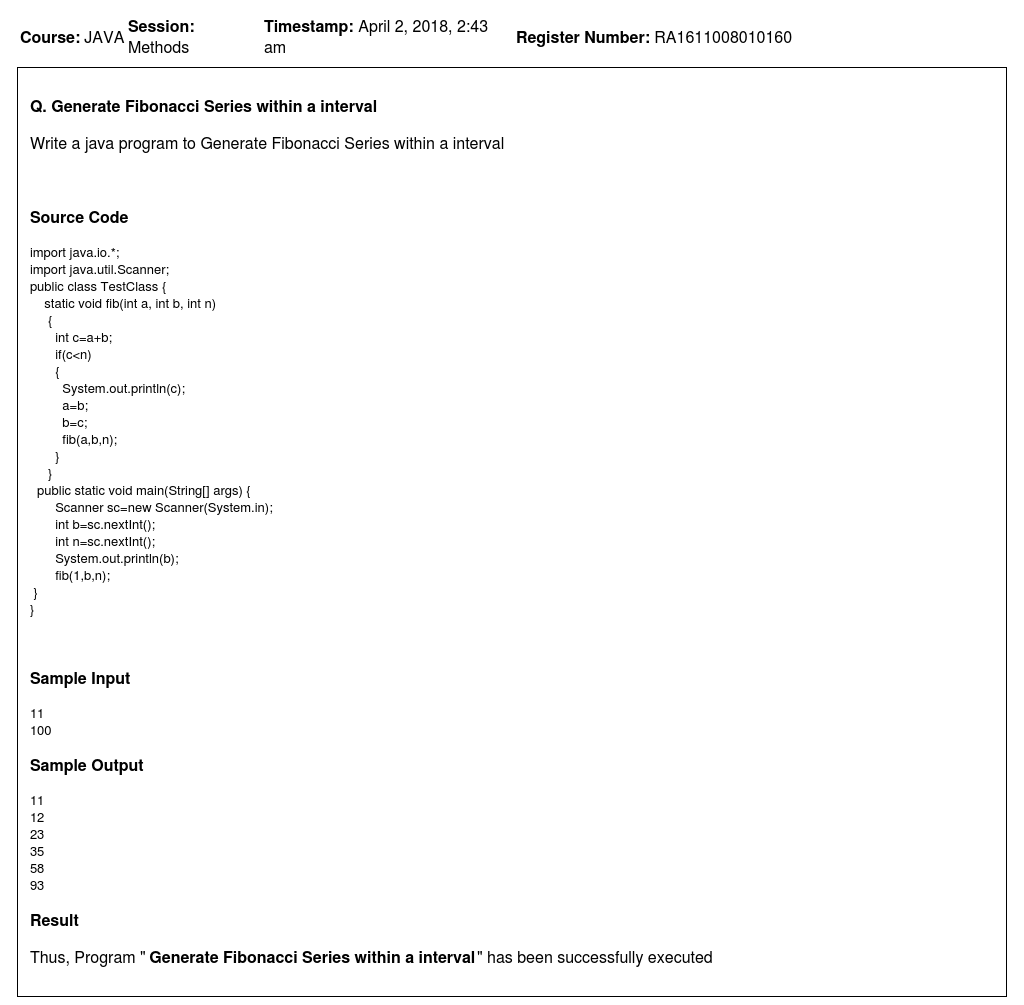 Course: JAVA Session: Methods Timestamp: April 2, 2018, 2:43 am Register Number: RA1611008010160
Q. Generate Fibonacci Series within a interval
Write a java program to Generate Fibonacci Series within a interval
Source Code
import java.io.*;
import java.util.Scanner;
public class TestClass {
    static void fib(int a, int b, int n)
     {
       int c=a+b;
       if(c<n)
       {
         System.out.println(c);
         a=b;
         b=c;
         fib(a,b,n);
       }
     }
  public static void main(String[] args) {
       Scanner sc=new Scanner(System.in);
       int b=sc.nextInt();
       int n=sc.nextInt();
       System.out.println(b);
       fib(1,b,n);
 }
}
Sample Input
11
100
Sample Output
11
12
23
35
58
93
Result
Thus, Program " Generate Fibonacci Series within a interval" has been successfully executed